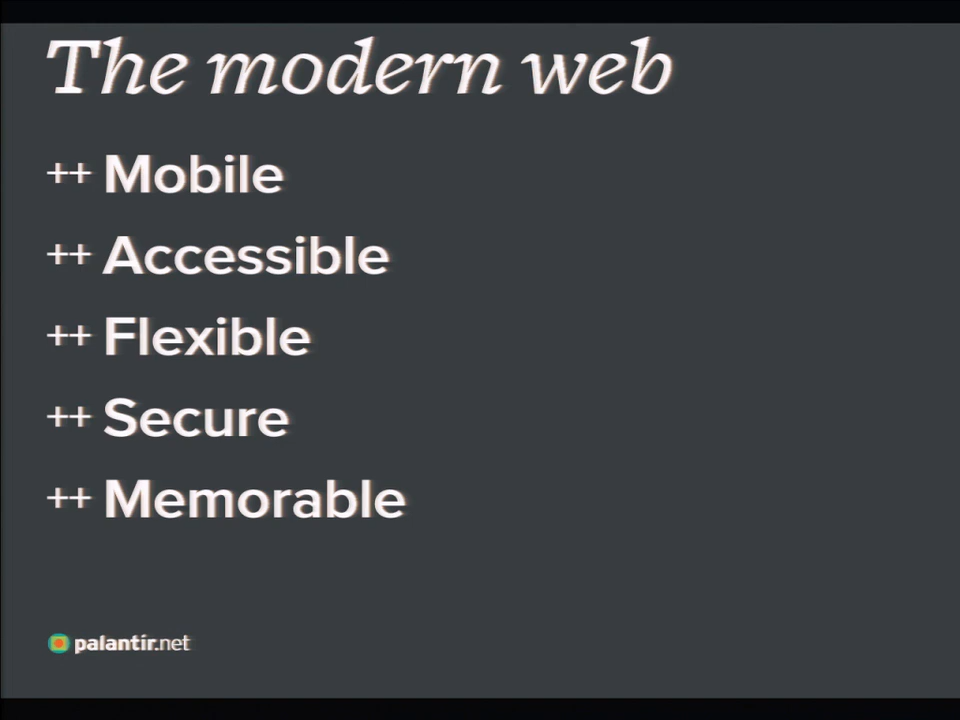 The modern web
++ Mobile
++ Accessible
++ Flexible
++ Secure
++ Memorable
palantir.net